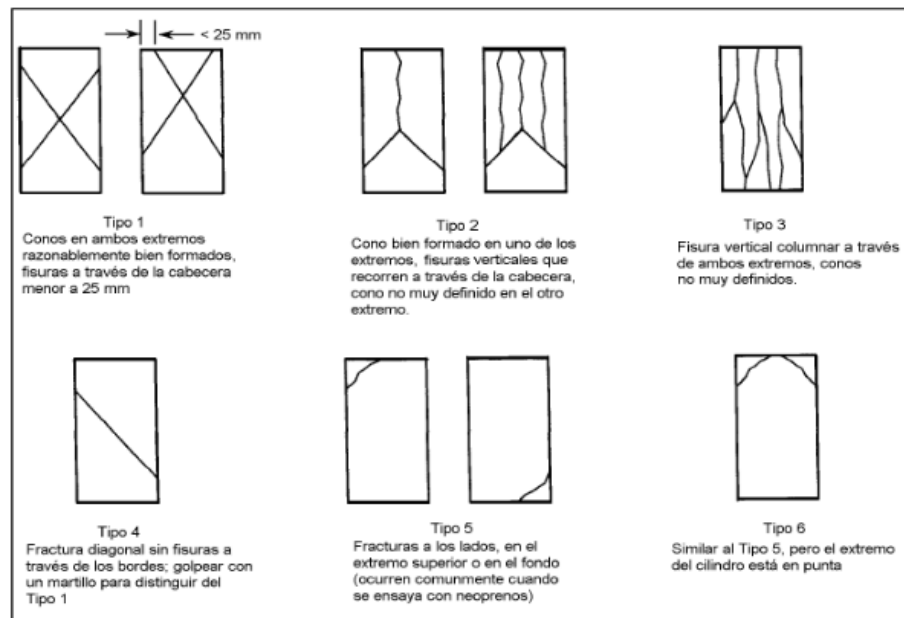 < 25 mm
Tipo 1
Conos en ambos extremos
razonablemente bien formados,
fisuras a través de la cabecera
menor a 25 mm
Tipo 2
Cono bien formado en uno de los
extremos, fisuras verticales que
recorren a través de la cabecera,
cono no muy definido en el otro
extremo.
Tipo 3
Fisura vertical columnar a través
de ambos extremos, conos
no muy definidos.
Tipo 4
Fractura diagonal sin fisuras a
través de los bordes; golpear con
un martillo para distinguir del
Tipo 1
Tipo 5
Fracturas a los lados, en el
extremo superior o en el fondo
(ocurren comunmente cuando
se ensaya con neoprenos)
Tipo 6
Similar al Tipo 5, pero el extremo
del cilindro está en punta